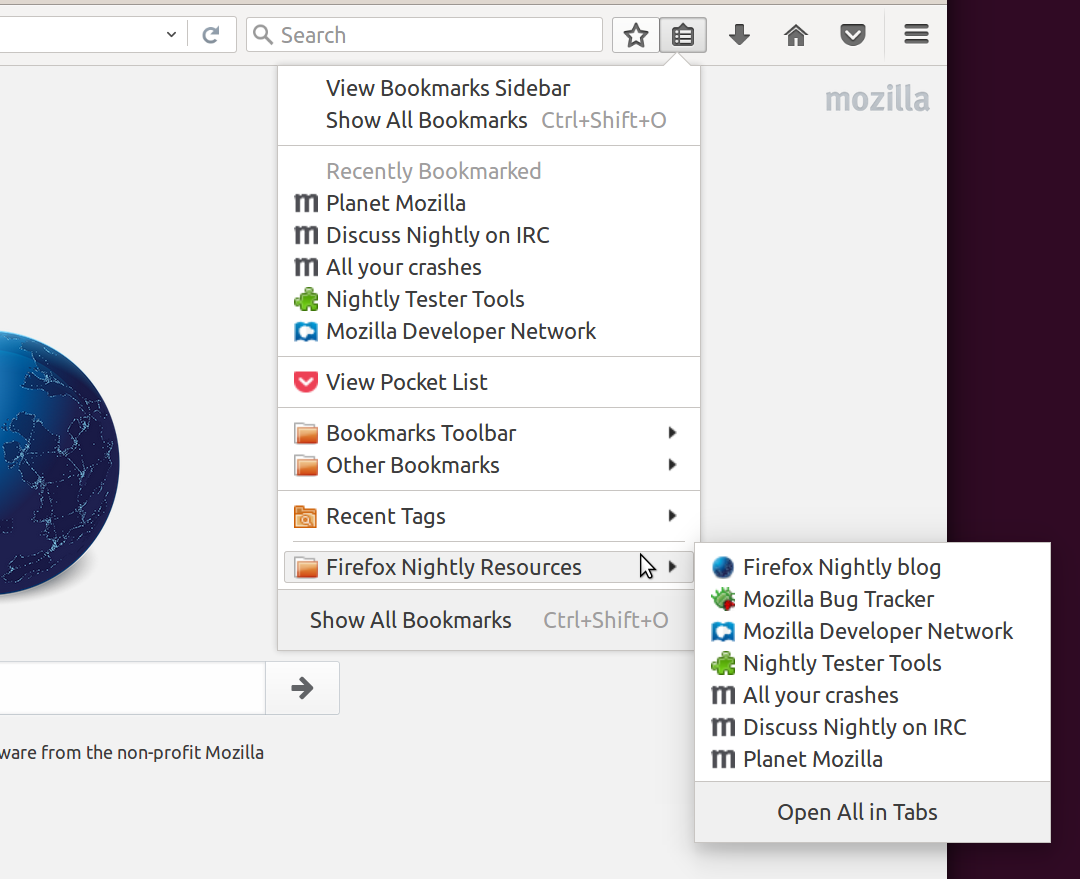 Search
mozilla
View Bookmarks Sidebar
Show All Bookmarks Ctrl+Shift+O
Recently Bookmarked
Planet Mozilla
Discuss Nightly on IRC
All your crashes
Nightly Tester Tools
Mozilla Developer Network
View Pocket List
Bookmarks Toolbar
Other Bookmarks
Recent Tags
Firefox Nightly Resources
Show All Bookmarks Ctrl+Shift+O
Firefox Nightly blog
Mozilla Bug Tracker
Mozilla Developer Network
Nightly Tester Tools
All your crashes
Discuss Nightly on IRC
Planet Mozilla
Open All in Tabs
ware from the non-profit Mozilla